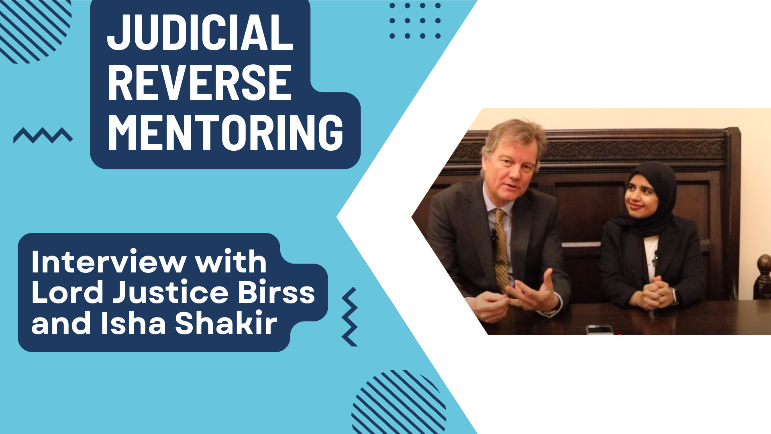 JUDICIAL
REVERSE
MENTORING
Interview with
Lord Justice Birss
and Isha Shakir